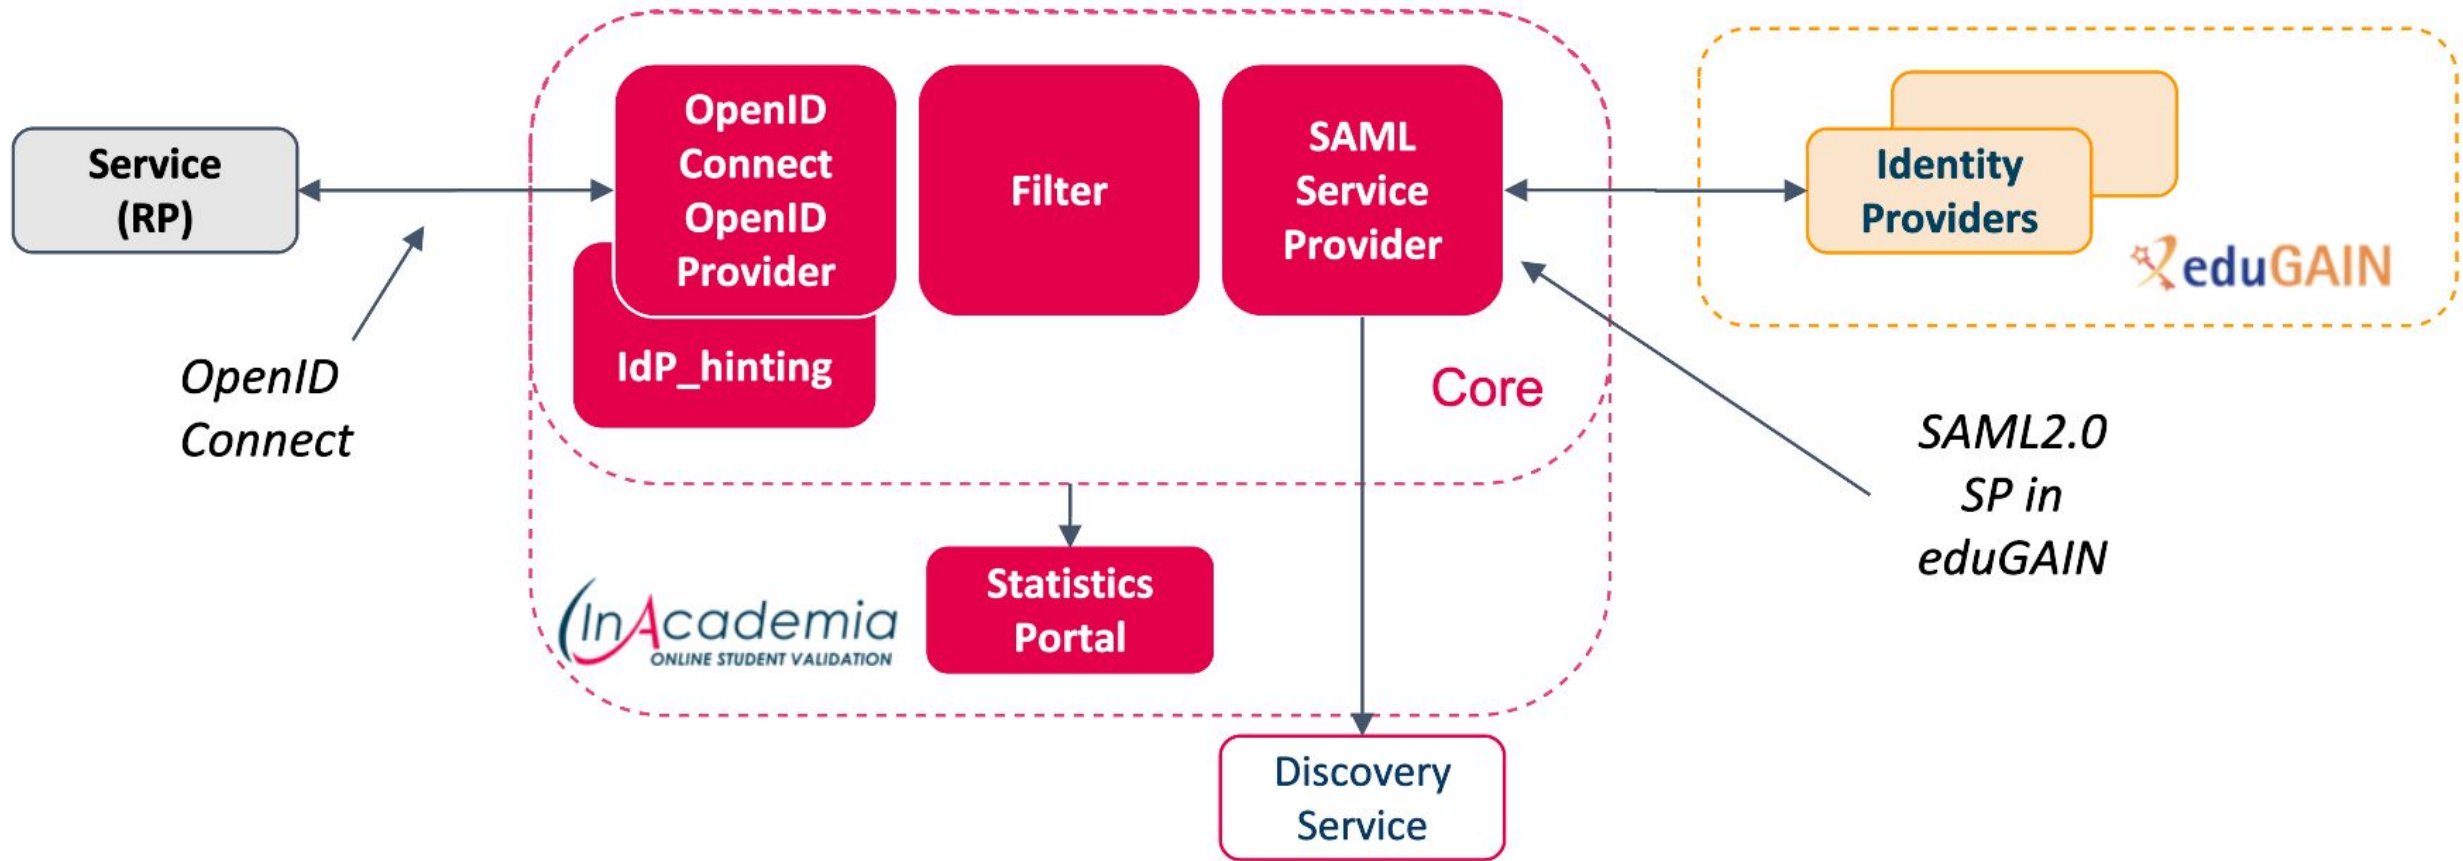 Service
(RP)
OpenID
Connect
OpenID
Connect
OpenID
Provider
IdP_hinting
Filter
SAML
Service
Provider
Core
Identity
Providers
eduGAIN
SAML2.0
SP in
eduGAIN
InAcademia
ONLINE STUDENT VALIDATION
Statistics
Portal
Discovery
Service